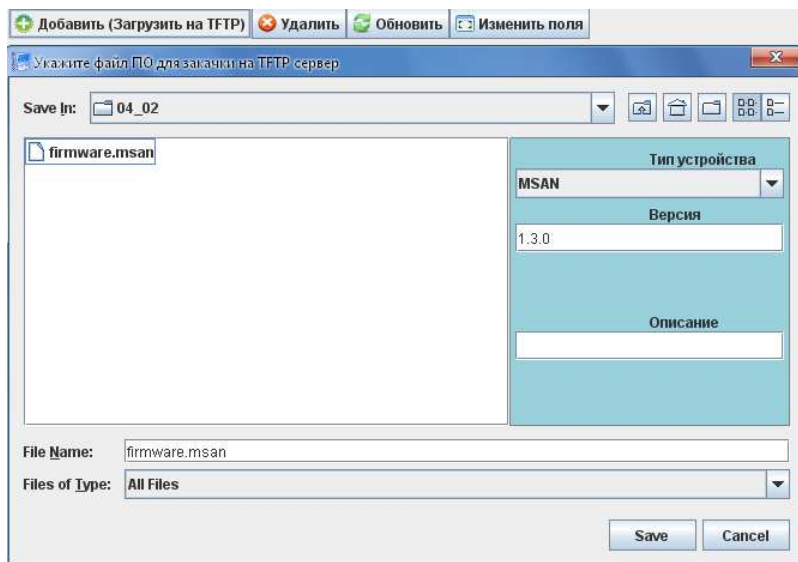 Добавить (Загрузить на TFTP) Удалить Обновить Изменить поля
Укажите файл ПО для закачки на TFTP сервер
Save In: 04_02
firmware.msan
Тип устройства
MSAN
Версия
1.3.0
Описание
File Name: firmware.msan
Files of Type: All Files
Save Cancel